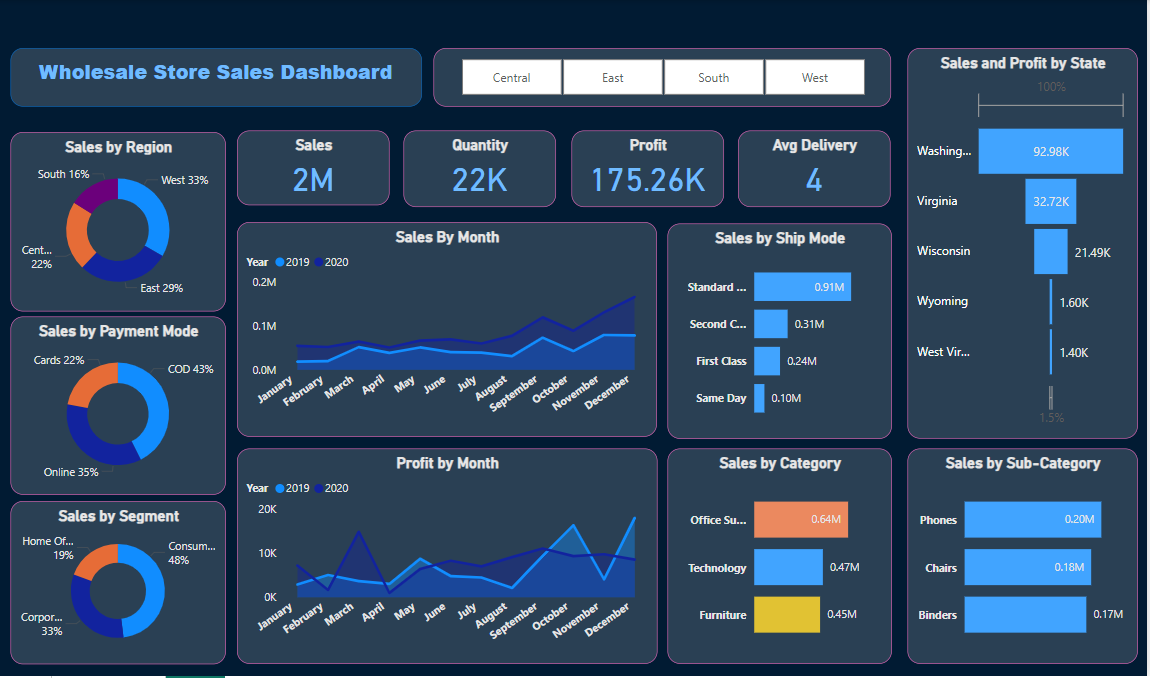 Wholesale Store Sales Dashboard
Central East South West
Sales and Profit by State
100%
Washing... 92.98K
Virginia 32.72K
Wisconsin 21.49K
Wyoming 1.60K
West Vir... 1.40K
1.5%
Sales by Region
South 16%
West 33%
Cent...
22%
East 29%
Sales
2M
Quantity
22K
Profit
175.26K
Avg Delivery
4
Sales By Month
Year 2019 2020
0.2M
0.1M
0.0M
January February March April May June July August September October November December
Sales by Ship Mode
Standard ... 0.91M
Second C... 0.31M
First Class 0.24M
Same Day 0.10M
Sales by Payment Mode
Cards 22%
COD 43%
Online 35%
Sales by Segment
Home Of...
19%
Consum...
48%
Corpor...
33%
Profit by Month
Year 2019 2020
20K
10K
0K
January February March April May June July August September October November December
Sales by Category
Office Su... 0.64M
Technology 0.47M
Furniture 0.45M
Sales by Sub-Category
Phones 0.20M
Chairs 0.18M
Binders 0.17M